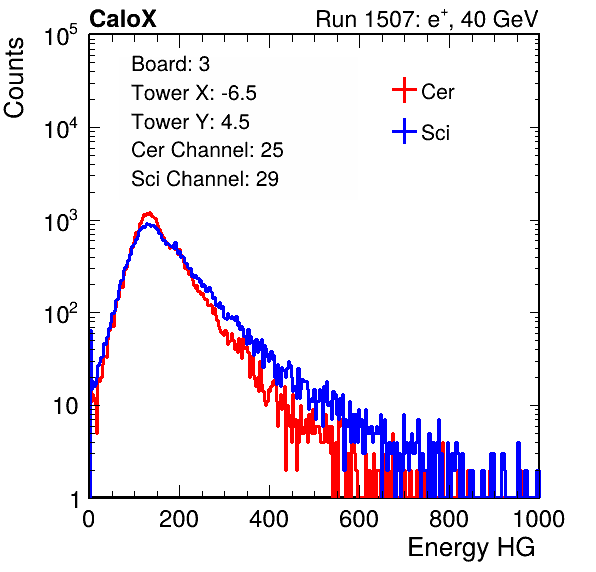 CaloX Run 1507: e⁺, 40 GeV
Counts
Board: 3
Tower X: -6.5
Tower Y: 4.5
Cer Channel: 25
Sci Channel: 29
Cer
Sci
10⁵
10⁴
10³
10²
10
1
0 200 400 600 800 1000
Energy HG